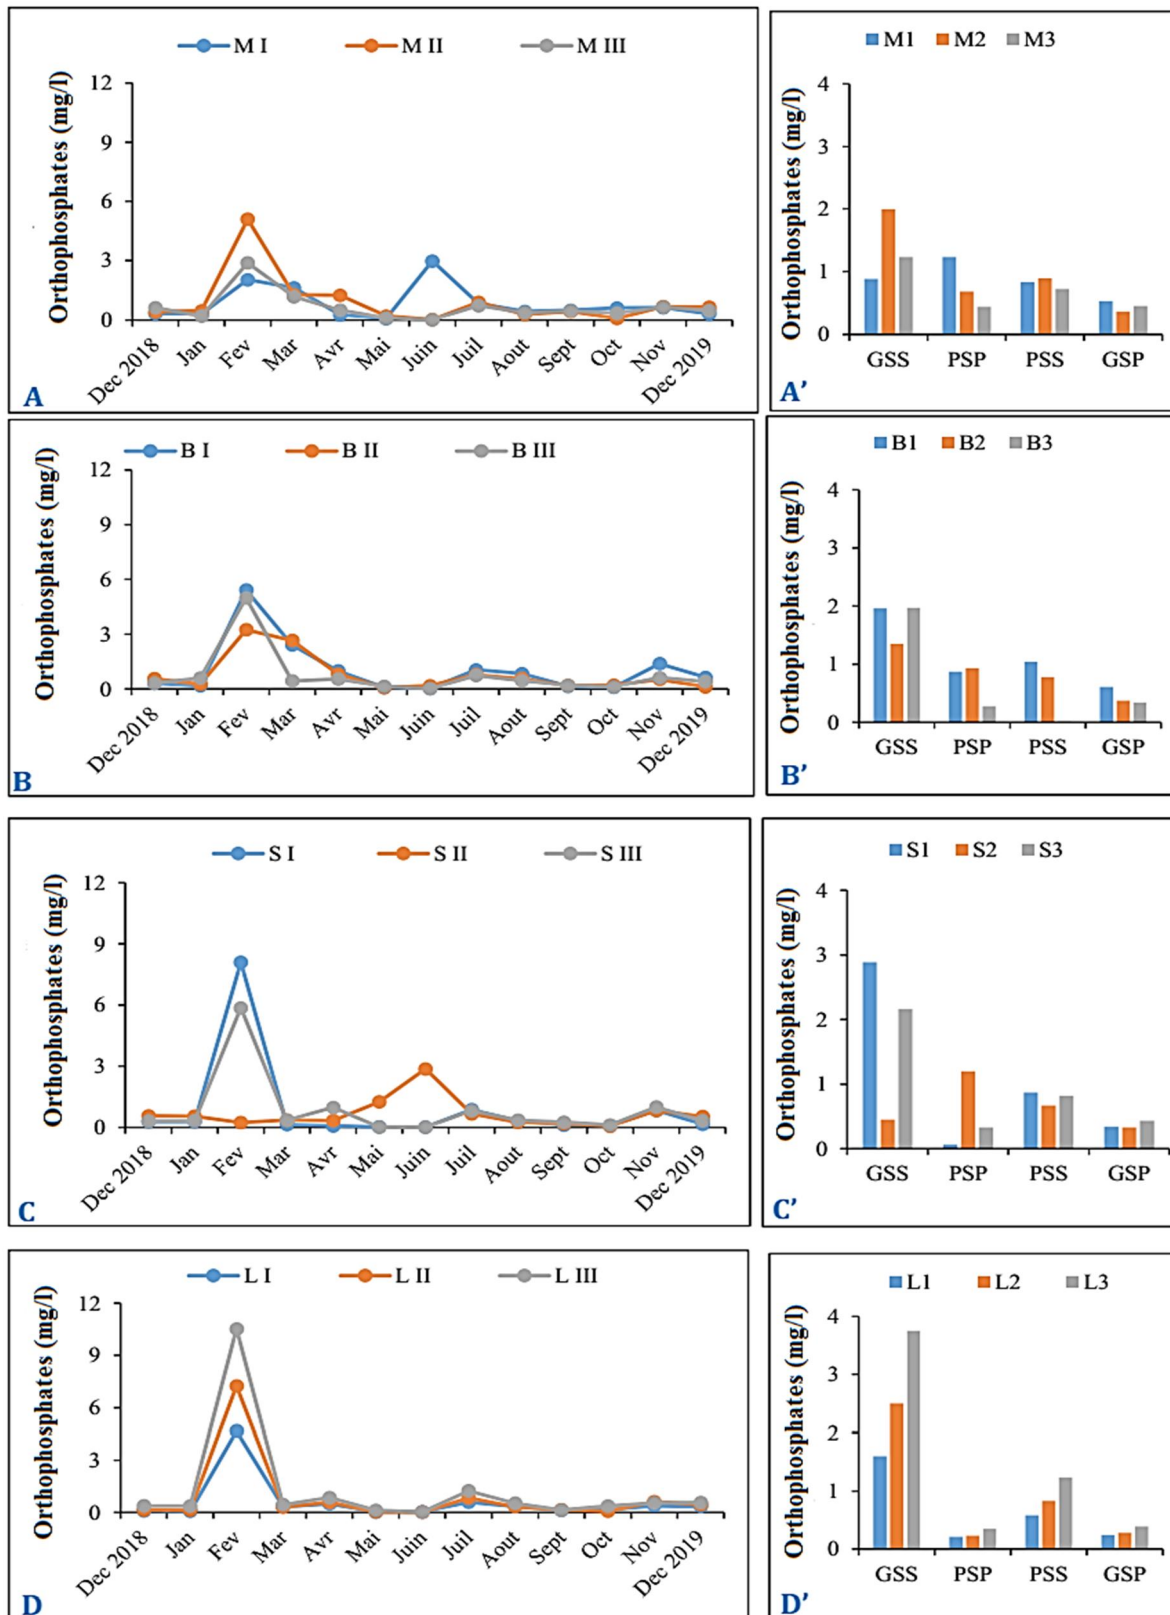 M I M II M III
Orthophosphates (mg/l)
12
9
6
3
0
Dec 2018 Jan Fev Mar Avr Mai Juin Juil Aout Sept Oct Nov Dec 2019
A
M1 M2 M3
Orthophosphates (mg/l)
4
3
2
1
0
GSS PSP PSS GSP
A'
B I B II B III
Orthophosphates (mg/l)
12
9
6
3
0
Dec 2018 Jan Fev Mar Avr Mai Juin Juil Aout Sept Oct Nov Dec 2019
B
B1 B2 B3
Orthophosphates (mg/l)
4
3
2
1
0
GSS PSP PSS GSP
B'
S I S II S III
Orthophosphates (mg/l)
12
9
6
3
0
Dec 2018 Jan Fev Mar Avr Mai Juin Juil Aout Sept Oct Nov Dec 2019
C
S1 S2 S3
Orthophosphates (mg/l)
4
3
2
1
0
GSS PSP PSS GSP
C'
L I L II L III
Orthophosphates (mg/l)
12
9
6
3
0
Dec 2018 Jan Fev Mar Avr Mai Juin Juil Aout Sept Oct Nov Dec 2019
D
L1 L2 L3
Orthophosphates (mg/l)
4
3
2
1
0
GSS PSP PSS GSP
D'